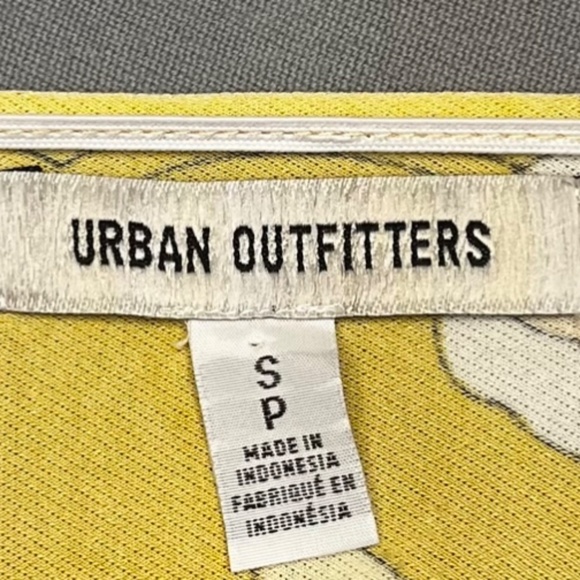 URBAN OUTFITTERS
S
P
MADE IN
INDONESIA
FABRIQUÉ EN
INDONÉSIA